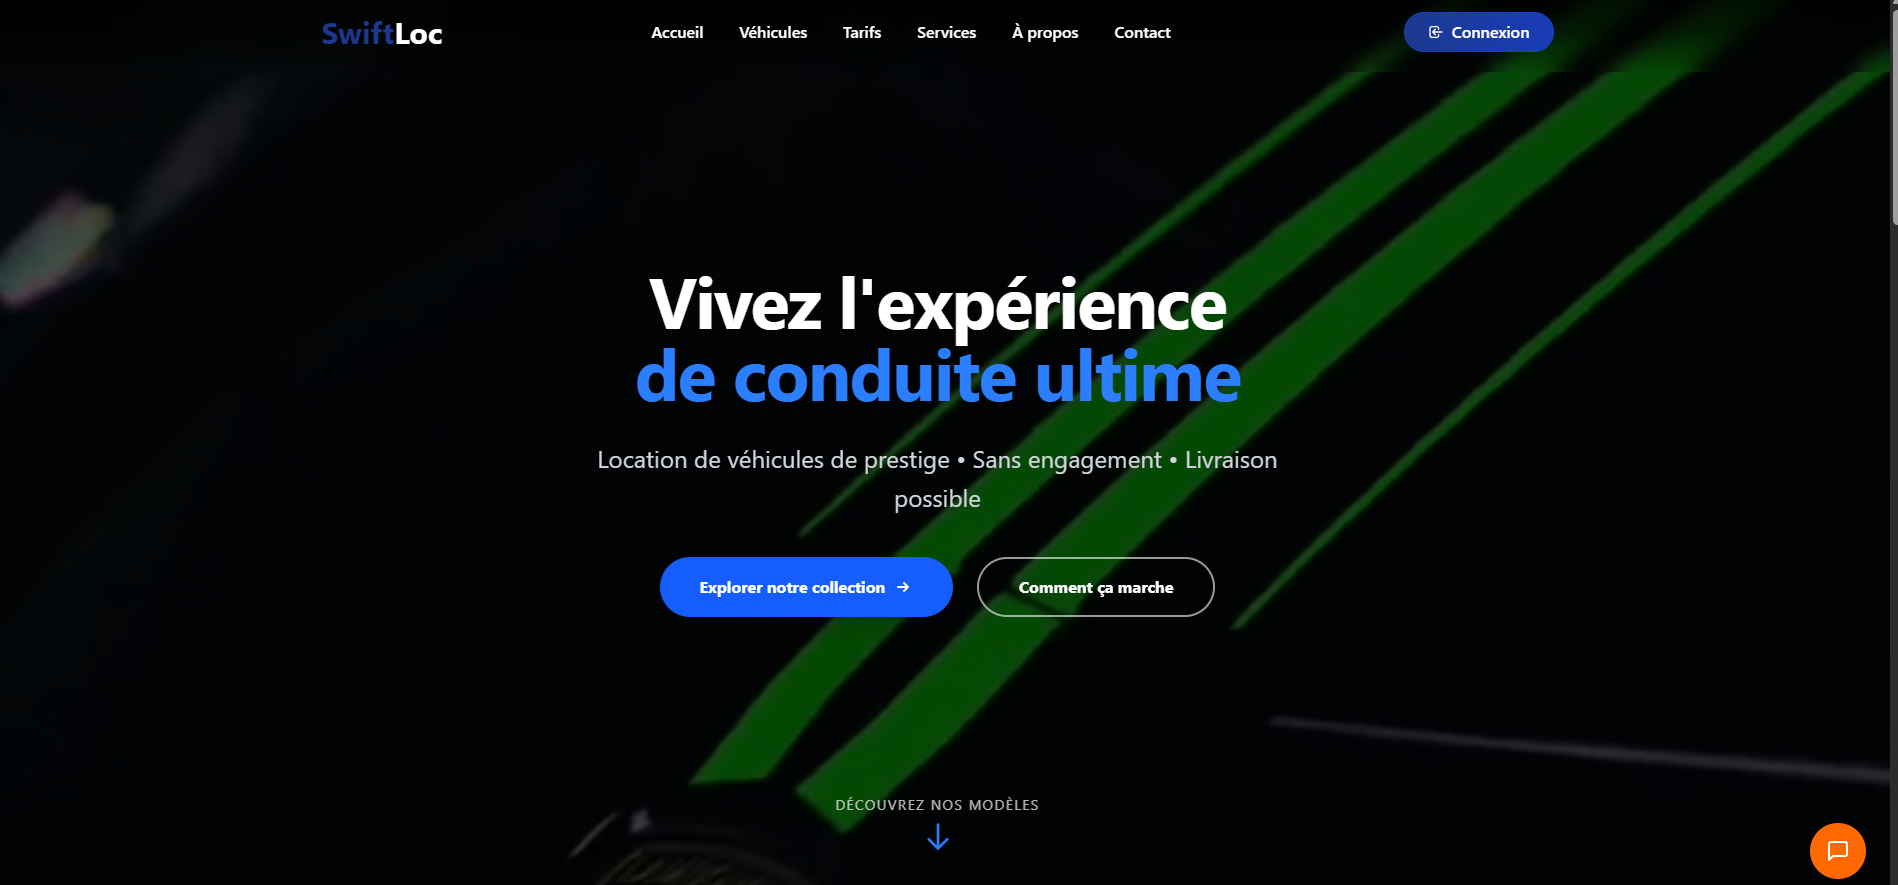 SwiftLoc
Accueil
Véhicules
Tarifs
Services
À propos
Contact
Connexion
Vivez l'expérience
de conduite ultime
Location de véhicules de prestige • Sans engagement • Livraison
possible
Explorer notre collection →
Comment ça marche
DÉCOUVREZ NOS MODÈLES